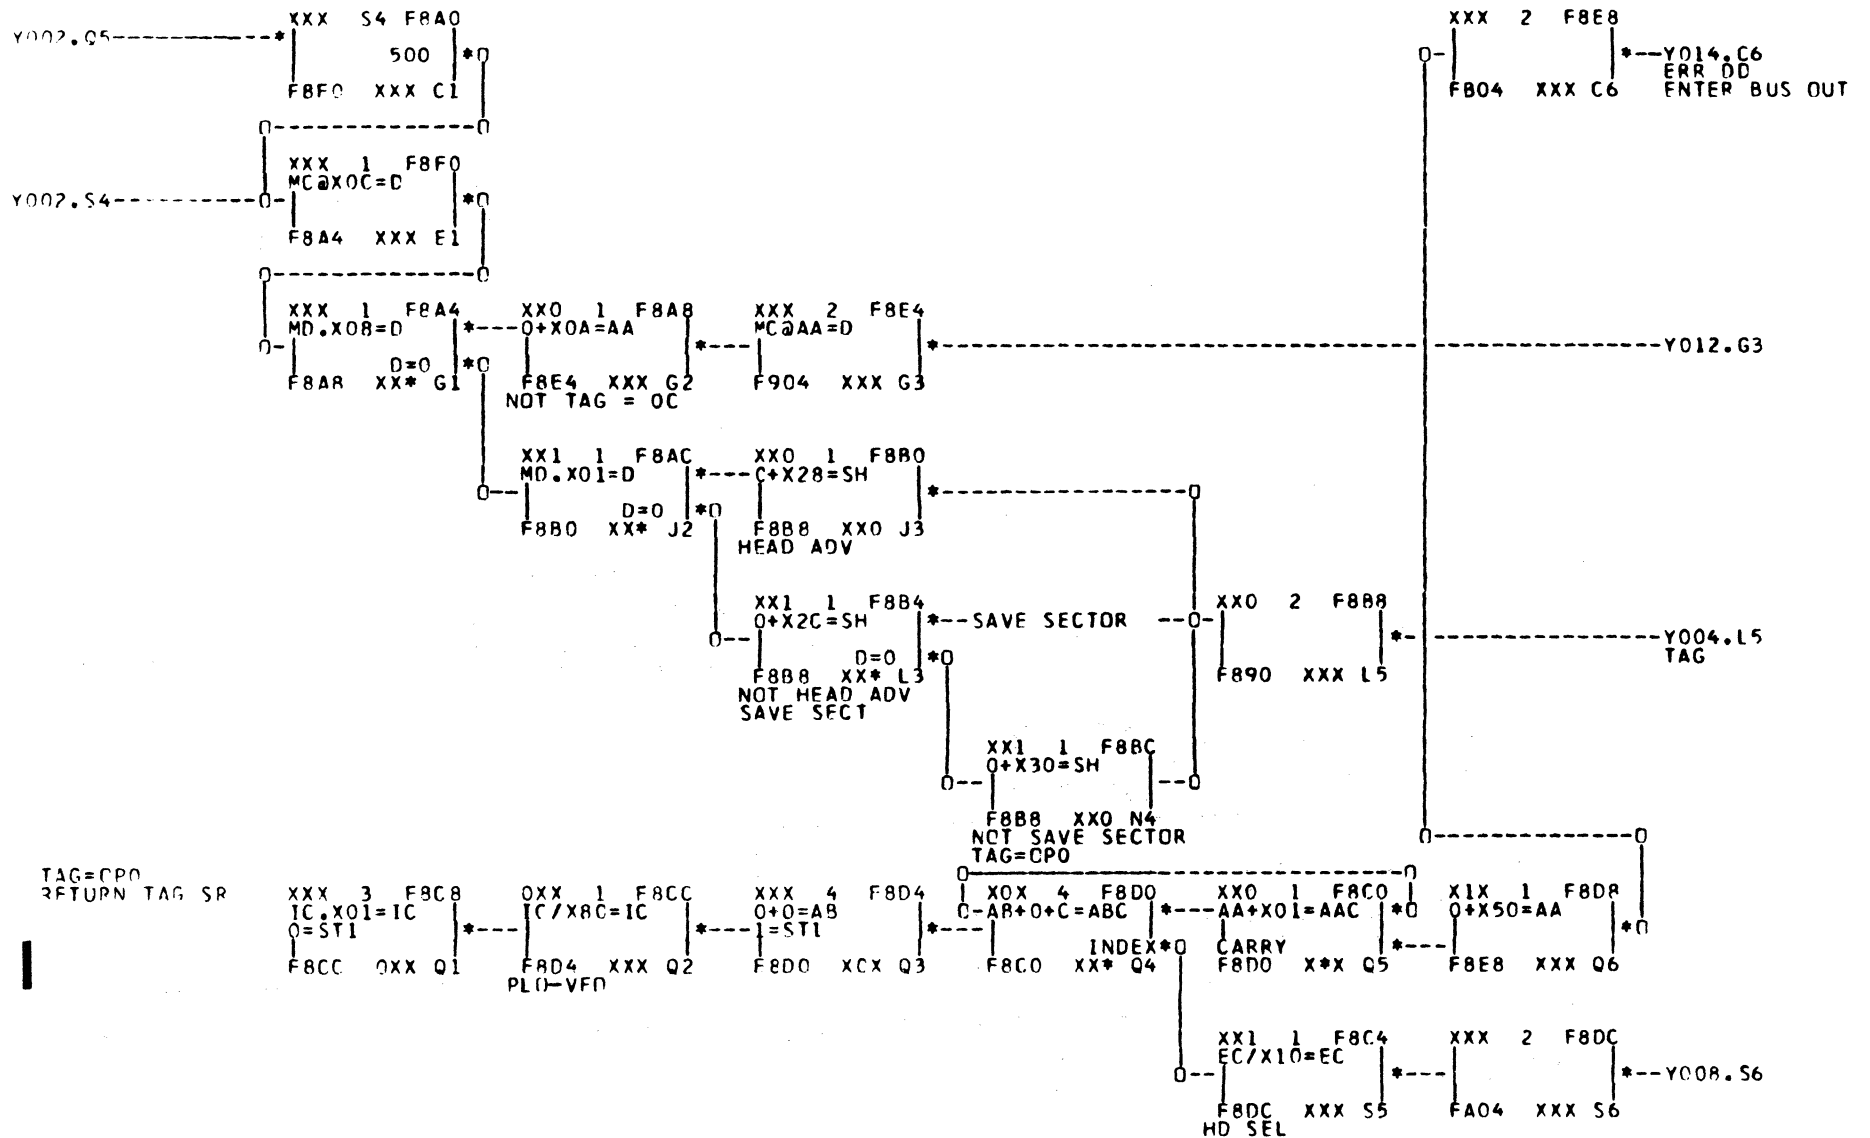 XXX S4 F8A0
Y002.Q5
500
F8F0 XXX C1
XXX 2 F8E8
Y014.C6
ERR DD
FB04 XXX C6
ENTER BUS OUT
XXX 1 F8F0
MC@X0C=D
Y002.S4
F8A4 XXX E1
XXX 1 F8A4
MD.X08=D
D=0
F8A8 XX* G1
XX0 1 F8A8
0+X0A=AA
F8E4 XXX G2
NOT TAG = 0C
XXX 2 F8E4
MC@AA=D
F904 XXX G3
Y012.G3
XX1 1 F8AC
MD.X01=D
D=0
F8B0 XX* J2
XX0 1 F8B0
C+X28=SH
F8B8 XX0 J3
HEAD ADV
XX1 1 F8B4
0+X2C=SH
SAVE SECTOR
D=0
F8B8 XX* L3
NOT HEAD ADV
SAVE SECT
XX0 2 F8B8
F890 XXX L5
Y004.L5
TAG
XX1 1 F8BC
0+X30=SH
F8B8 XX0 N4
NOT SAVE SECTOR
TAG=CP0
TAG=CP0
RETURN TAG SR
XXX 3 F8C8
IC.X01=IC
0=ST1
F8CC 0XX Q1
0XX 1 F8CC
IC/X80=IC
F8D4 XXX Q2
PLO-VFO
XXX 4 F8D4
0+0=AB
1=ST1
F8D0 XCX Q3
X0X 4 F8D0
AB+0+C=ABC
INDEX
F8C0 XX* Q4
XX0 1 F8C0
AA+X01=AAC
CARRY
F8D0 X*X Q5
X1X 1 F8D8
0+X50=AA
F8E8 XXX Q6
XX1 1 F8C4
EC/X10=EC
F8DC XXX S5
HD SEL
XXX 2 F8DC
FA04 XXX S6
Y008.S6